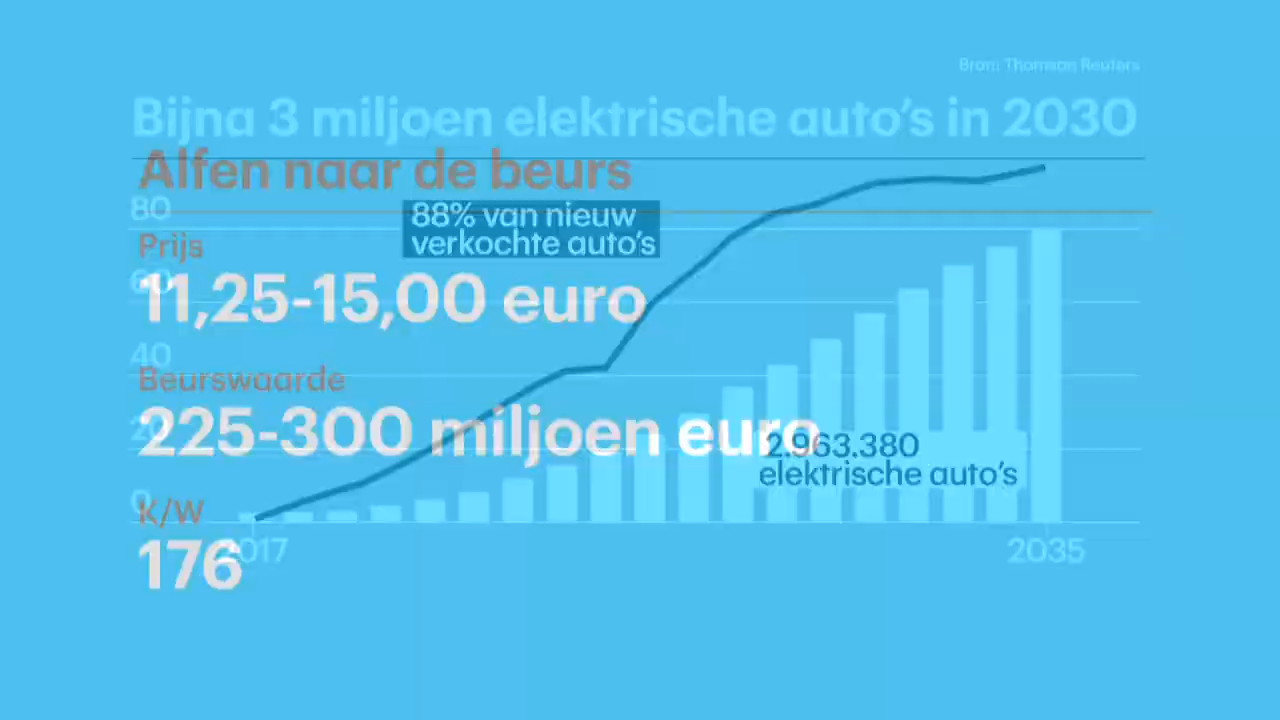 Bron: Thomson Reuters
Bijna 3 miljoen elektrische auto's in 2030
Alfen naar de beurs
80
88% van nieuw
verkochte auto's
Prijs
60
11,25-15,00 euro
40
Beurswaarde
20
225-300 miljoen euro
2.963.380
elektrische auto's
0
K/W
176
2017
2035